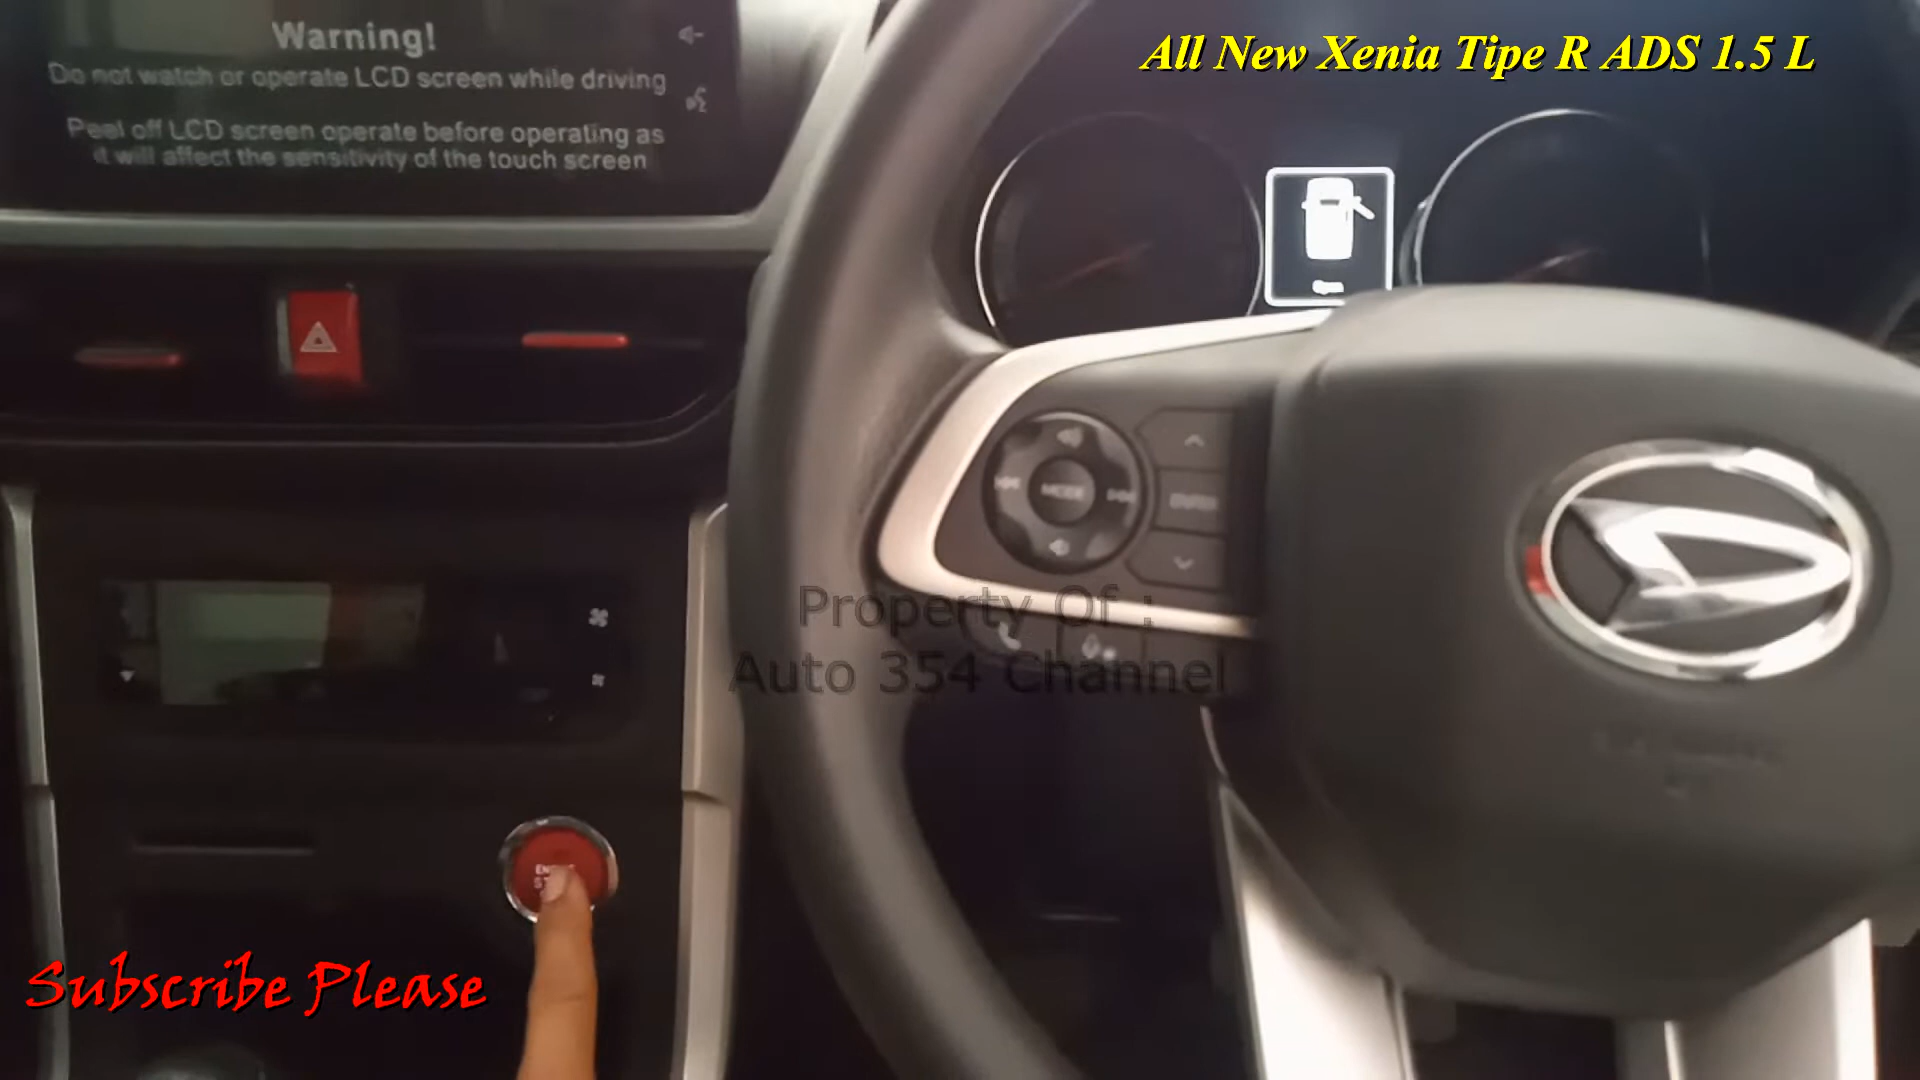 Warning!
Do not watch or operate LCD screen while driving
Peel off LCD screen operate before operating as
it will affect the sensitivity of the touch screen
All New Xenia Tipe R ADS 1.5 L
Open
MODE
ENTER
Property Of :
Auto 354 Channel
Subscribe Please